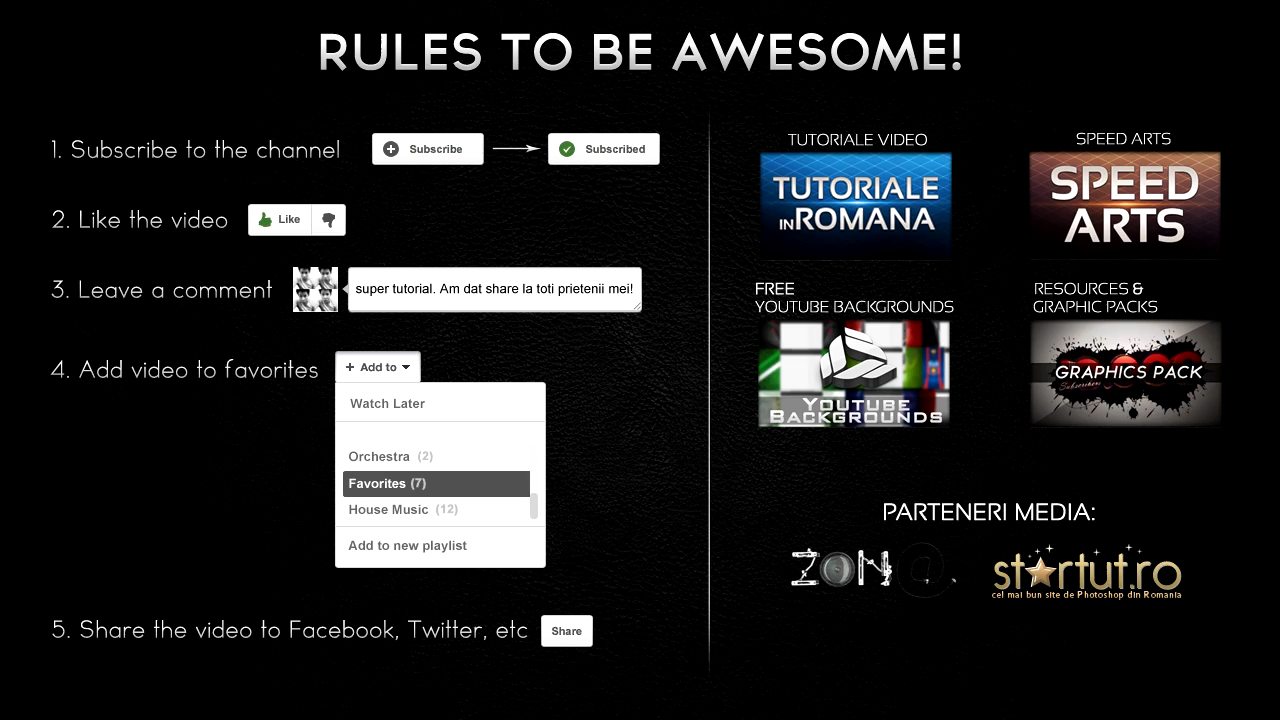 RULES TO BE AWESOME!
1. Subscribe to the channel
Subscribe
Subscribed
2. Like the video
Like
3. Leave a comment
super tutorial. Am dat share la toti prietenii mei!
4. Add video to favorites
+ Add to
Watch Later
Orchestra (2)
Favorites (7)
House Music (12)
Add to new playlist
5. Share the video to Facebook, Twitter, etc
Share
TUTORIALE VIDEO
TUTORIALE
IN ROMANA
SPEED ARTS
SPEED
ARTS
FREE
YOUTUBE BACKGROUNDS
YOUTUBE
BACKGROUNDS
RESOURCES &
GRAPHIC PACKS
GRAPHICS PACK
Subscribers
PARTENERI MEDIA:
ZON@
startut.ro
cel mai bun site de Photoshop din Romania